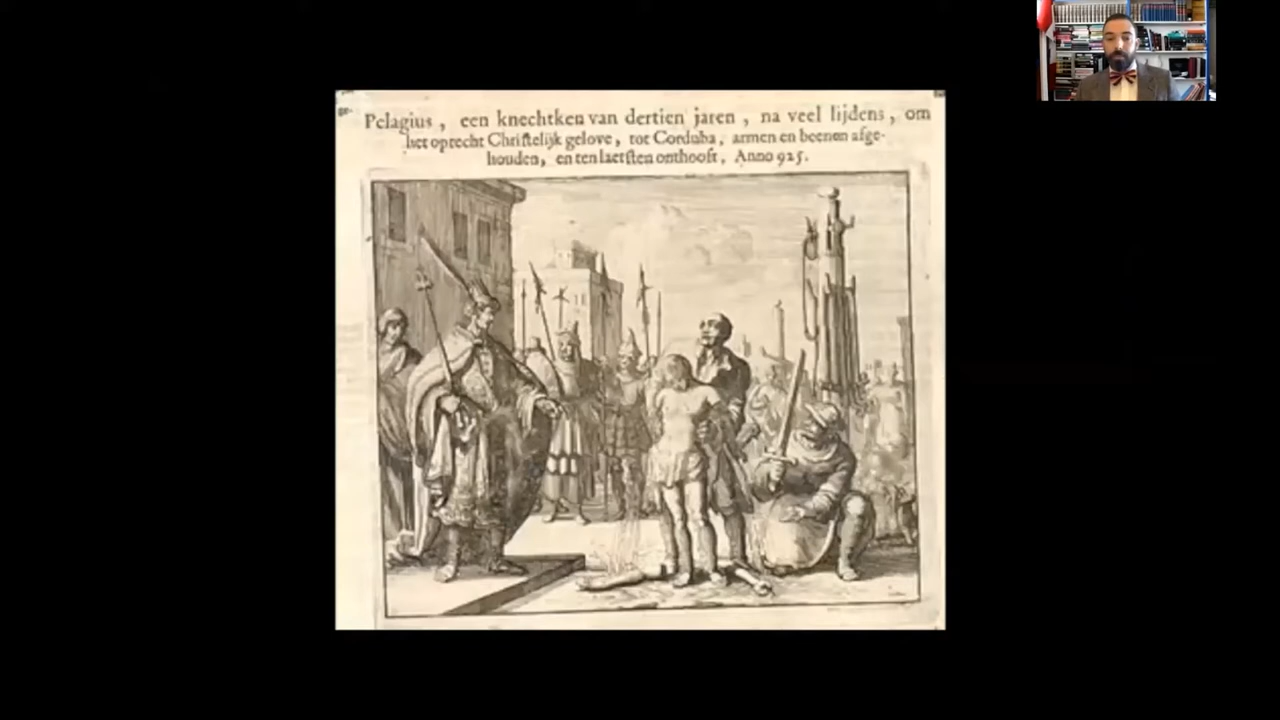 Pelagius, een knechtken van dertien jaren, na veel lijdens, om
het oprecht Christelijk gelove, tot Corduba, armen en beenen afge-
houden, en ten laetsten onthooft, Anno 925.